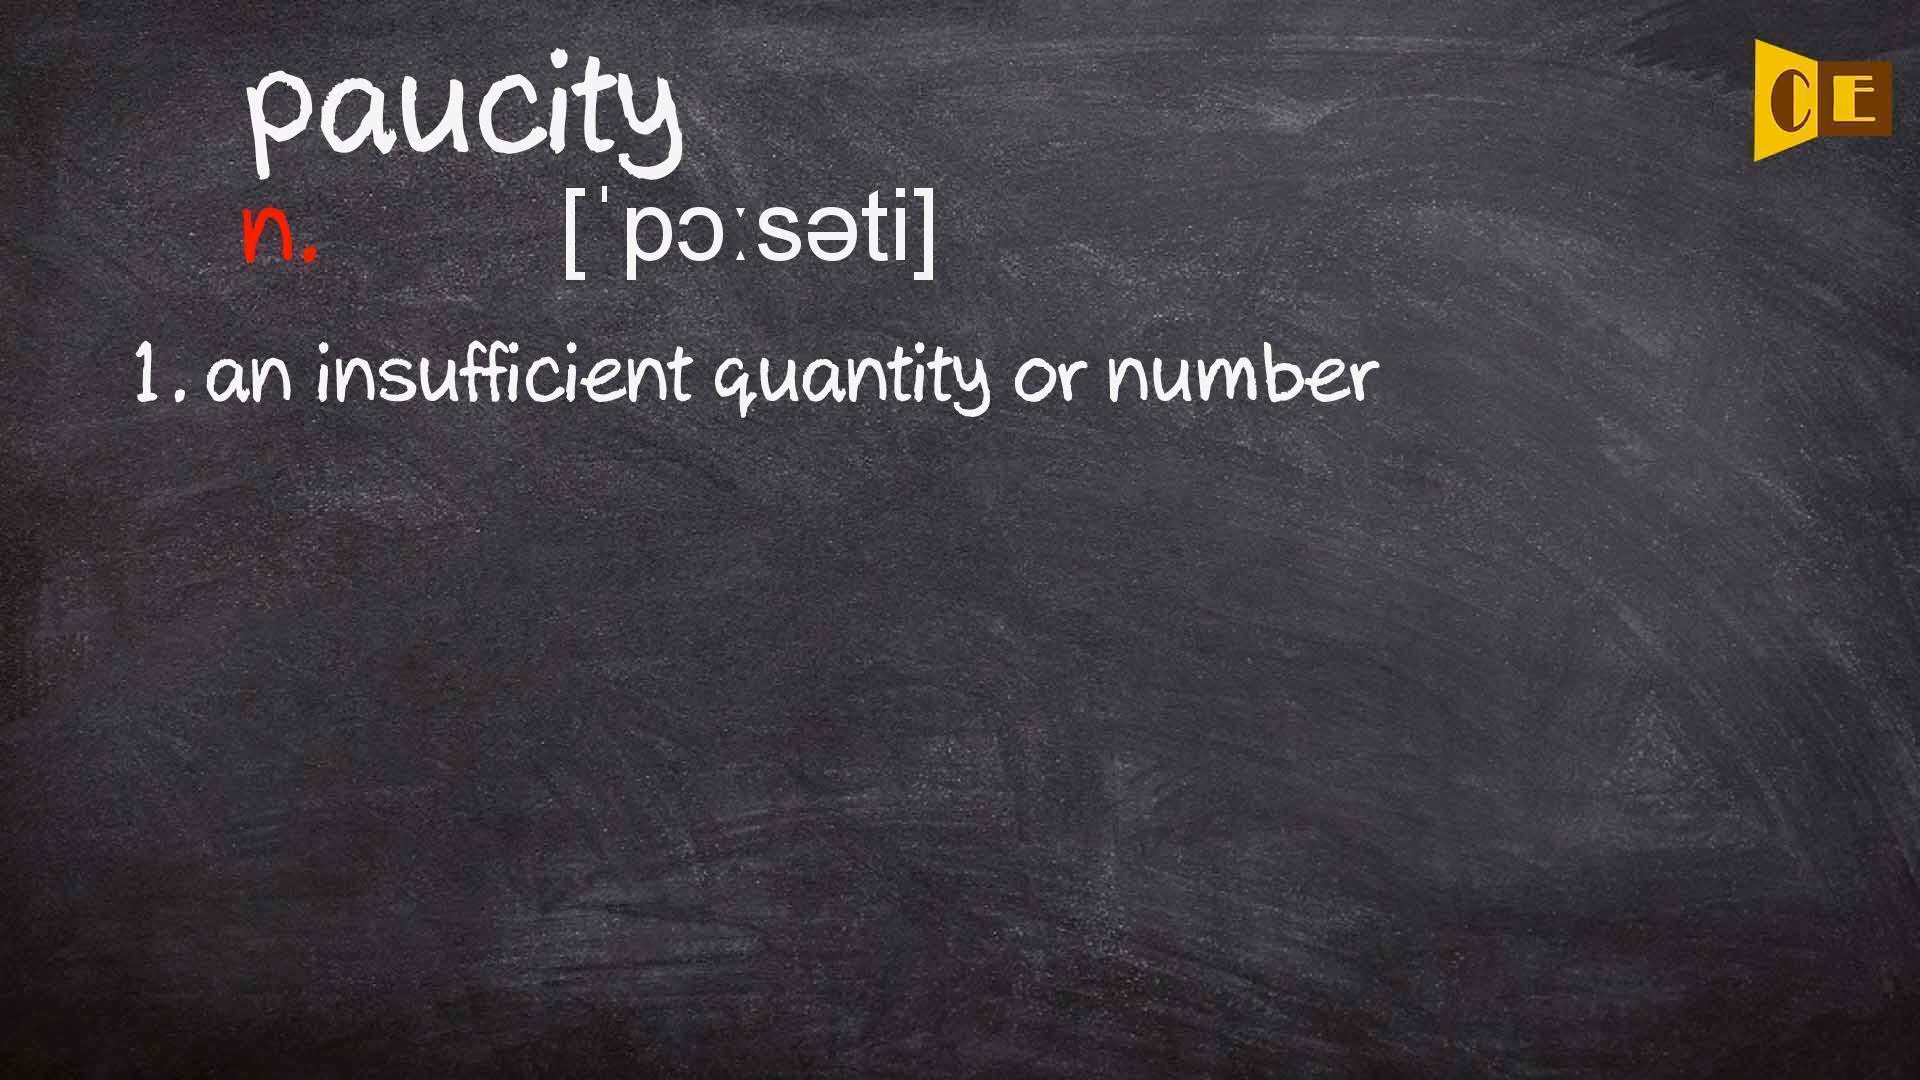 paucity
CE
n. [ˈpɔːsəti]
1. an insufficient quantity or number